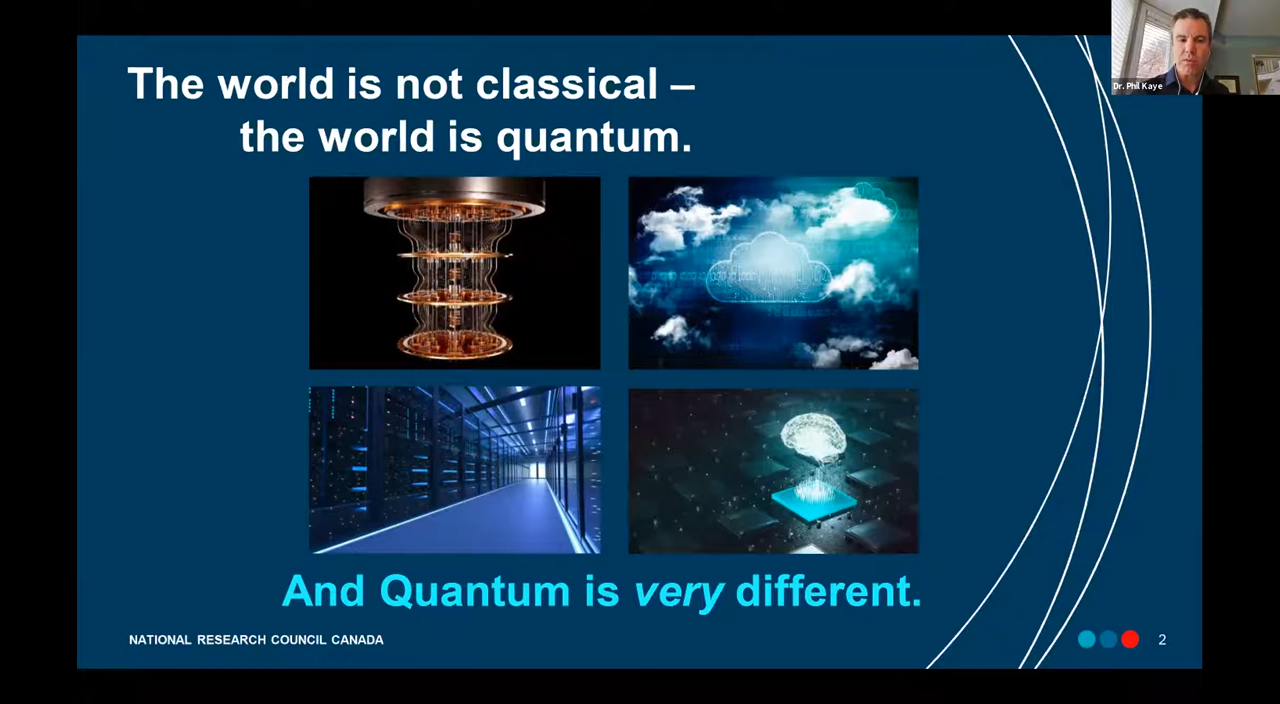 The world is not classical –
the world is quantum.
Dr. Phil Kaye
And Quantum is very different.
NATIONAL RESEARCH COUNCIL CANADA
2